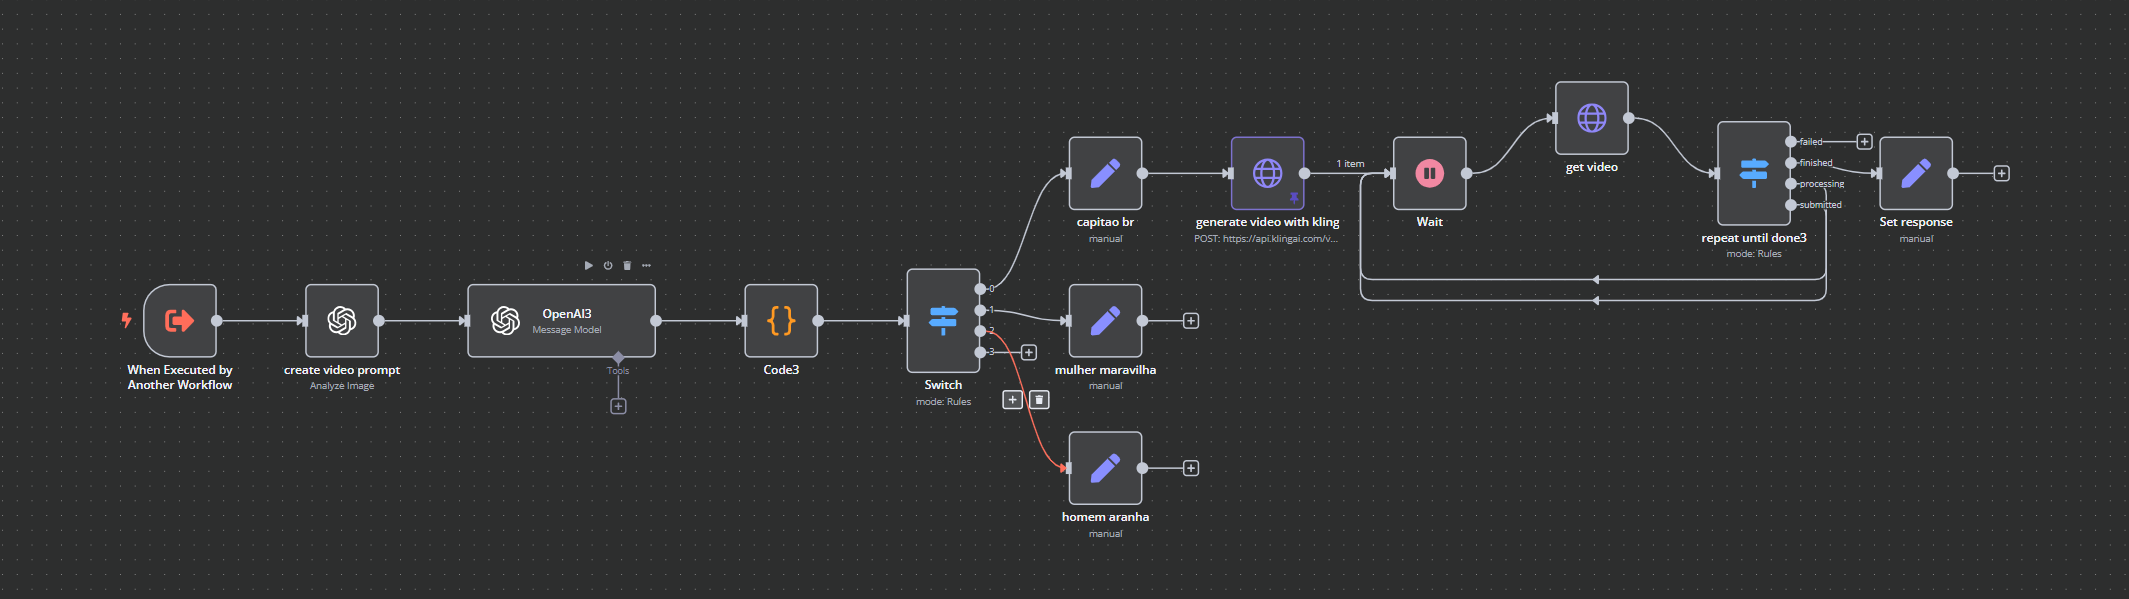 When Executed by
Another Workflow
create video prompt
Analyze Image
OpenAI3
Message Model
Tools
Code3
Switch
mode: Rules
0
1
2
3
capitao br
manual
mulher maravilha
manual
homem aranha
manual
generate video with kling
POST: https://api.klingai.com/v...
1 item
Wait
get video
repeat until done3
mode: Rules
failed
finished
processing
submitted
Set response
manual